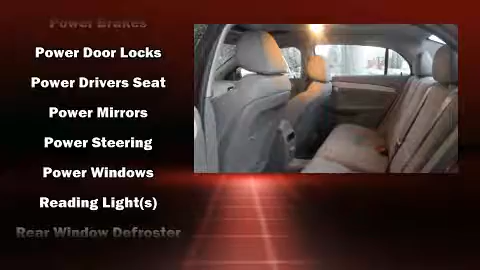 Power Brakes
Power Door Locks
Power Drivers Seat
Power Mirrors
Power Steering
Power Windows
Reading Light(s)
Rear Window Defroster